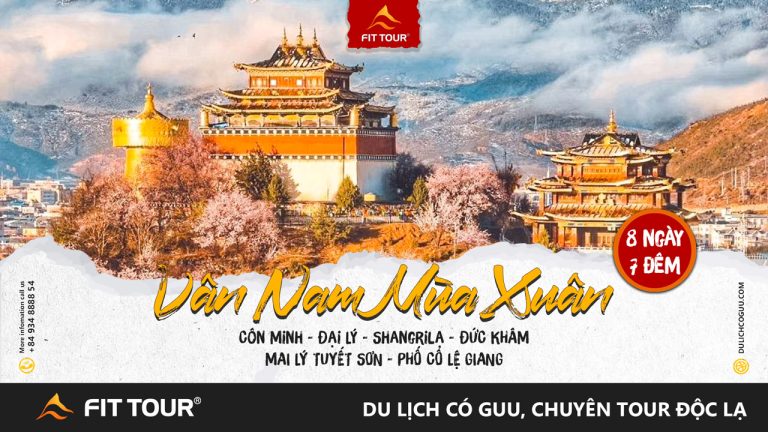 FIT TOUR®
8 NGÀY
7 ĐÊM
Vân Nam Mùa Xuân
CÔN MINH - ĐẠI LÝ - SHANGRILA - ĐỨC KHÂM
MAI LÝ TUYẾT SƠN - PHỐ CỔ LỆ GIANG
More infomation call us
+ 84 934 8888 54
DULICHCOGUU.COM
FIT TOUR®
DU LỊCH CÓ GUU, CHUYÊN TOUR ĐỘC LẠ